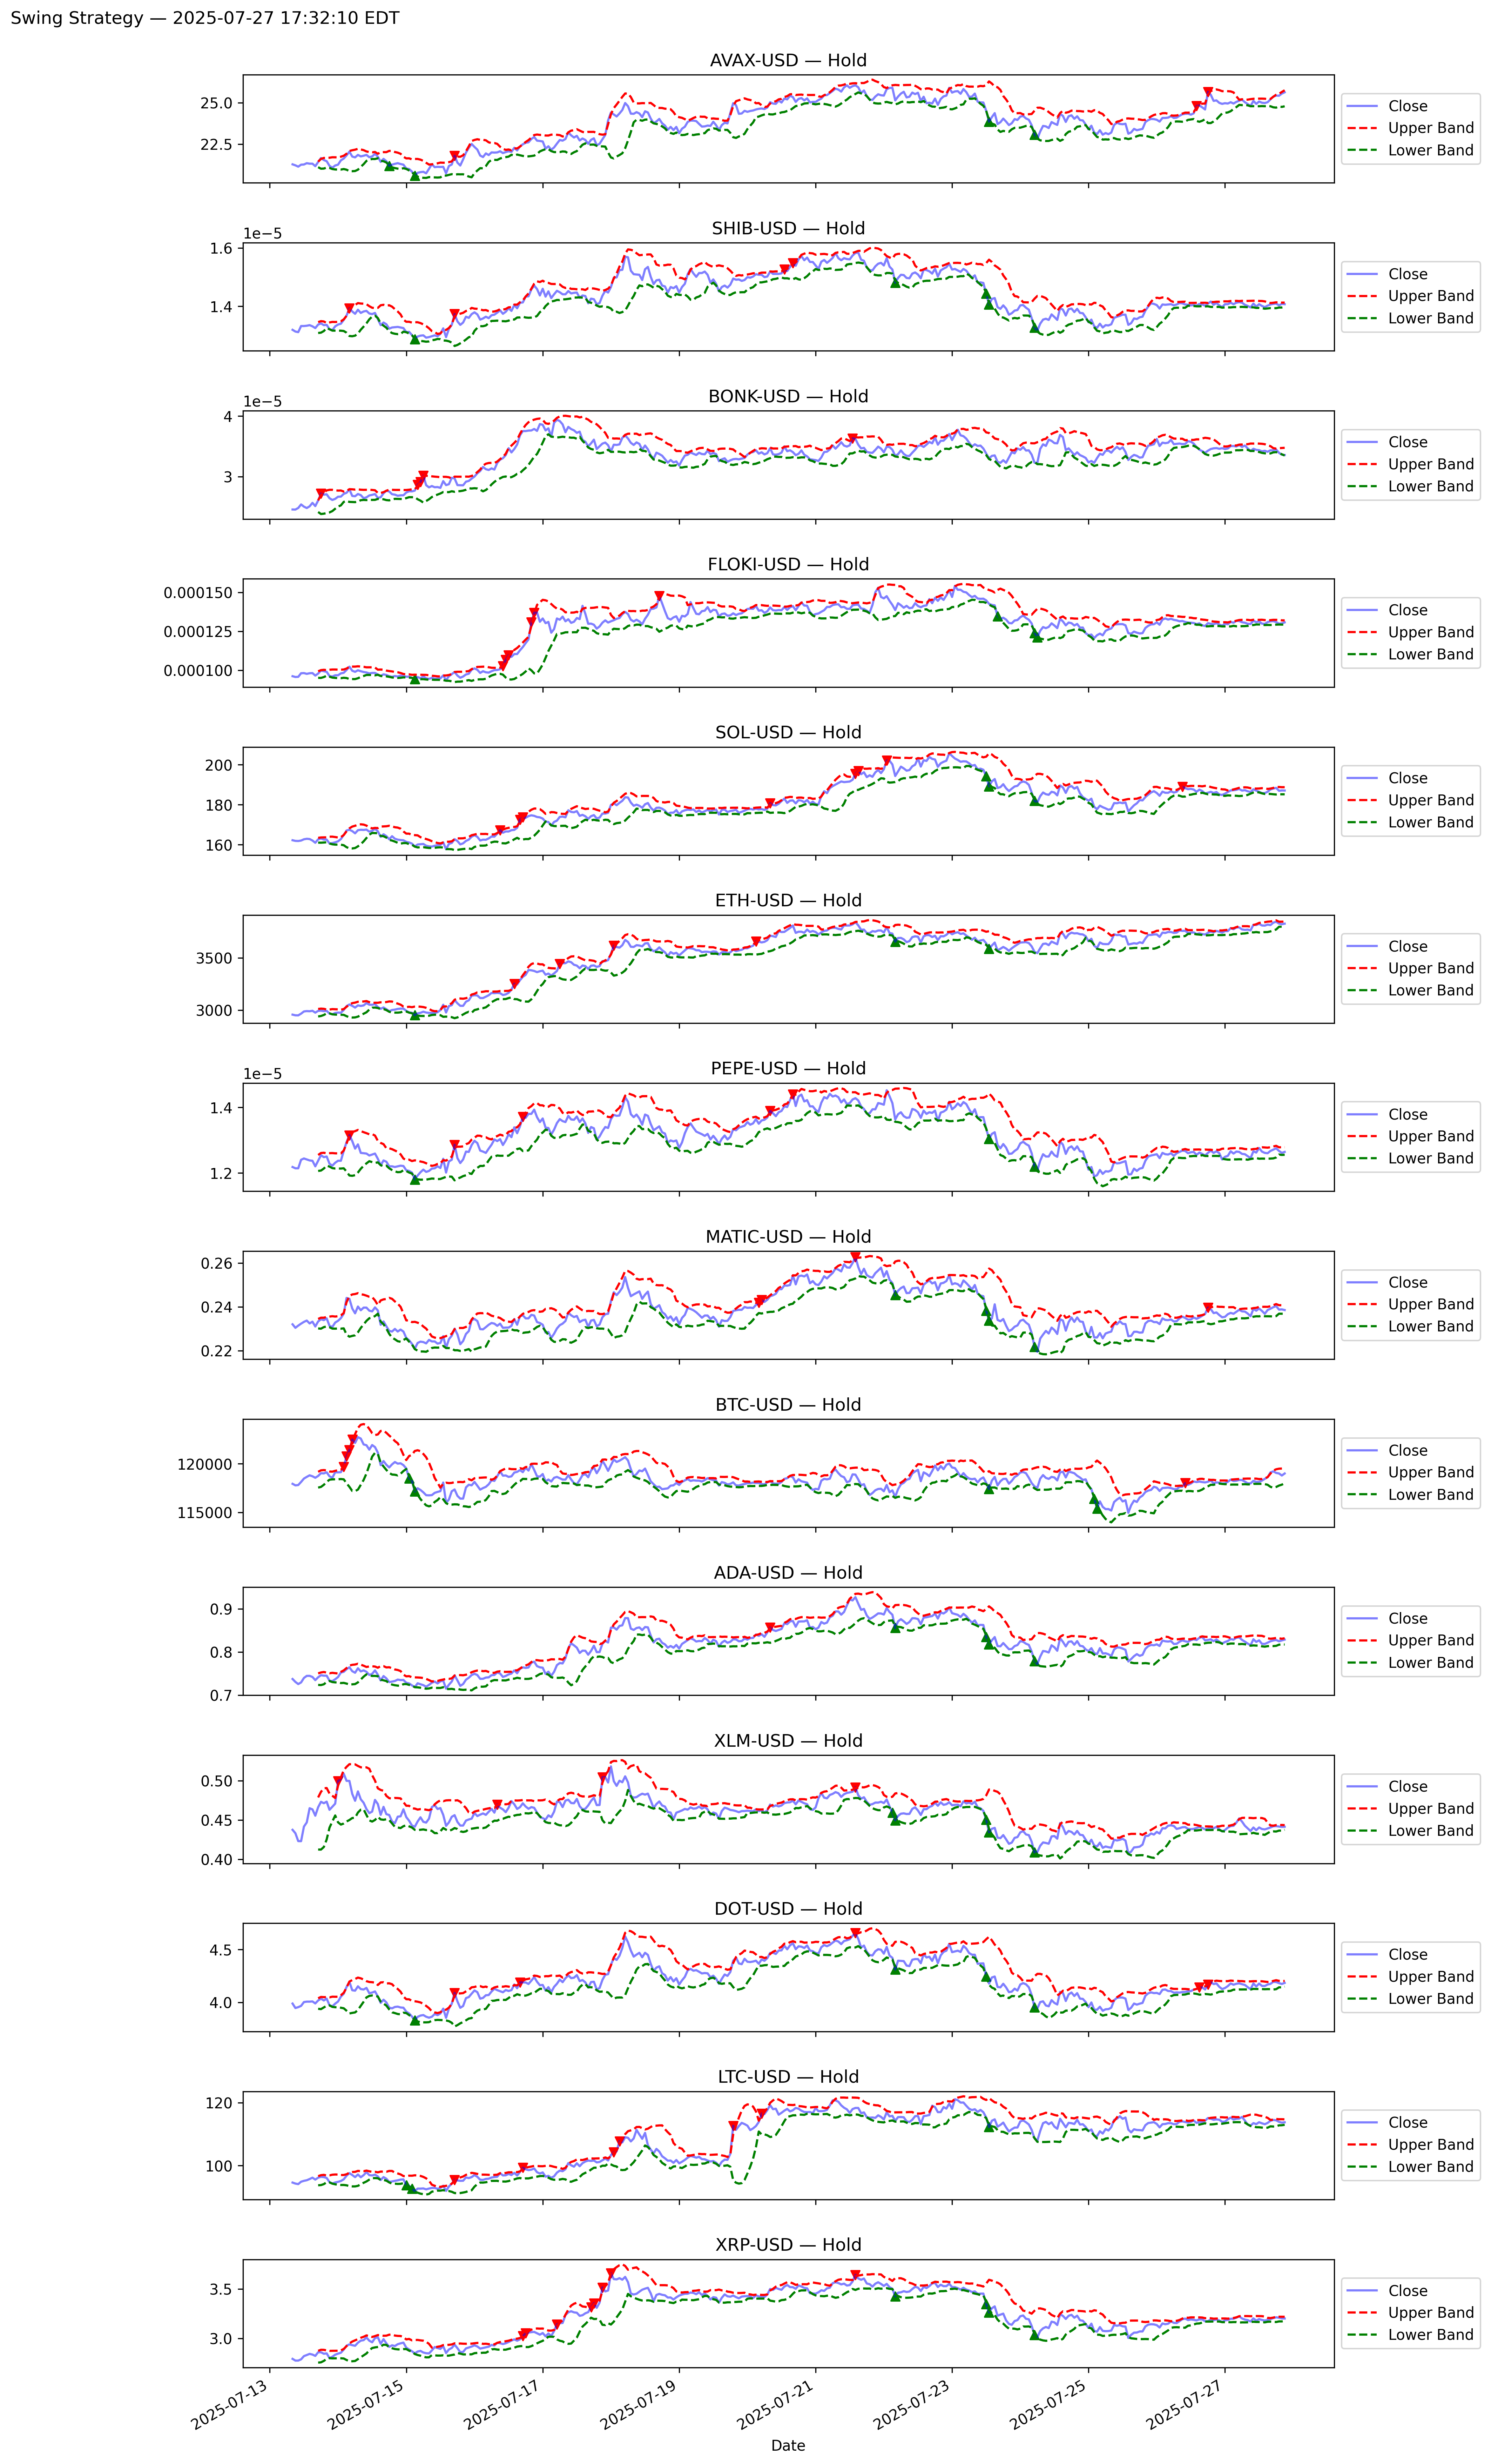 Swing Strategy — 2025-07-27 17:32:10 EDT
AVAX-USD — Hold
25.0
22.5
Close
Upper Band
Lower Band
SHIB-USD — Hold
1e−5
1.6
1.4
Close
Upper Band
Lower Band
BONK-USD — Hold
1e−5
4
3
Close
Upper Band
Lower Band
FLOKI-USD — Hold
0.000150
0.000125
0.000100
Close
Upper Band
Lower Band
SOL-USD — Hold
200
180
160
Close
Upper Band
Lower Band
ETH-USD — Hold
3500
3000
Close
Upper Band
Lower Band
PEPE-USD — Hold
1e−5
1.4
1.2
Close
Upper Band
Lower Band
MATIC-USD — Hold
0.26
0.24
0.22
Close
Upper Band
Lower Band
BTC-USD — Hold
120000
115000
Close
Upper Band
Lower Band
ADA-USD — Hold
0.9
0.8
0.7
Close
Upper Band
Lower Band
XLM-USD — Hold
0.50
0.45
0.40
Close
Upper Band
Lower Band
DOT-USD — Hold
4.5
4.0
Close
Upper Band
Lower Band
LTC-USD — Hold
120
100
Close
Upper Band
Lower Band
XRP-USD — Hold
3.5
3.0
Close
Upper Band
Lower Band
2025-07-13
2025-07-15
2025-07-17
2025-07-19
2025-07-21
2025-07-23
2025-07-25
2025-07-27
Date